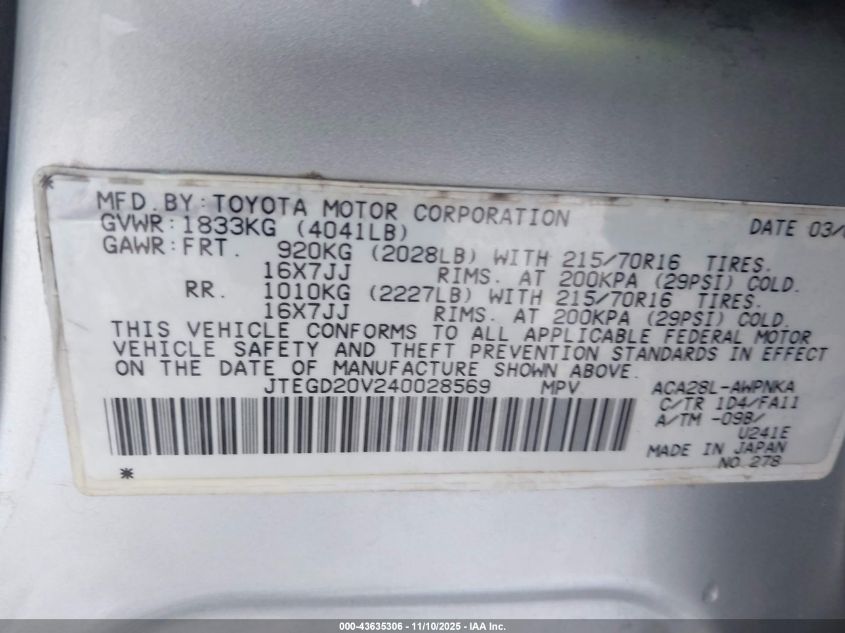 MFD. BY: TOYOTA MOTOR CORPORATION DATE 03/
GVWR: 1833KG (4041LB)
GAWR: FRT. 920KG (2028LB) WITH 215/70R16 TIRES.
16X7JJ RIMS. AT 200KPA (29PSI) COLD.
RR. 1010KG (2227LB) WITH 215/70R16 TIRES.
16X7JJ RIMS. AT 200KPA (29PSI) COLD.
THIS VEHICLE CONFORMS TO ALL APPLICABLE FEDERAL MOTOR
VEHICLE SAFETY AND THEFT PREVENTION STANDARDS IN EFFECT
ON THE DATE OF MANUFACTURE SHOWN ABOVE.
JTEGD20V240028569 MPV ACA28L-AWPNKA
C/TR 1D4/FA11
A/TM -09B/
U241E
MADE IN JAPAN
NO. 278
000-43635306 - 11/10/2025 - IAA Inc.